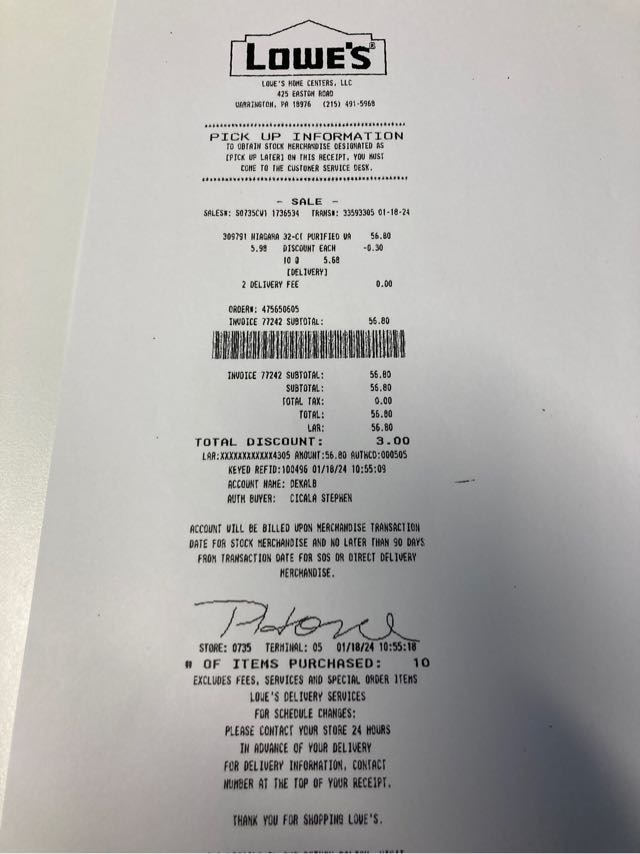 LOWE'S®
LOWE'S HOME CENTERS, LLC
425 EASTON ROAD
WARRINGTON, PA 18976 (215) 491-5968
PICK UP INFORMATION
TO OBTAIN STOCK MERCHANDISE DESIGNATED AS
[PICK UP LATER] ON THIS RECEIPT, YOU MUST
COME TO THE CUSTOMER SERVICE DESK.
- SALE -
SALES#: S0735CW1 1736534 TRANS#: 33593305 01-18-24
309791 NIAGARA 32-CT PURIFIED WA 56.80
5.98 DISCOUNT EACH -0.30
10 @ 5.68
[DELIVERY]
2 DELIVERY FEE 0.00
ORDER#: 475650605
INVOICE 77242 SUBTOTAL: 56.80
INVOICE 77242 SUBTOTAL: 56.80
SUBTOTAL: 56.80
TOTAL TAX: 0.00
TOTAL: 56.80
LAR: 56.80
TOTAL DISCOUNT: 3.00
LAR:XXXXXXXXXXXX4305 AMOUNT:56.80 AUTHCD:000505
KEYED REFID:100496 01/18/24 10:55:09
ACCOUNT NAME: DEKALB
AUTH BUYER: CICALA STEPHEN
ACCOUNT WILL BE BILLED UPON MERCHANDISE TRANSACTION
DATE FOR STOCK MERCHANDISE AND NO LATER THAN 90 DAYS
FROM TRANSACTION DATE FOR SOS OR DIRECT DELIVERY
MERCHANDISE.
STORE: 0735 TERMINAL: 05 01/18/24 10:55:18
# OF ITEMS PURCHASED: 10
EXCLUDES FEES, SERVICES AND SPECIAL ORDER ITEMS
LOWE'S DELIVERY SERVICES
FOR SCHEDULE CHANGES:
PLEASE CONTACT YOUR STORE 24 HOURS
IN ADVANCE OF YOUR DELIVERY
FOR DELIVERY INFORMATION, CONTACT
NUMBER AT THE TOP OF YOUR RECEIPT.
THANK YOU FOR SHOPPING LOWE'S.